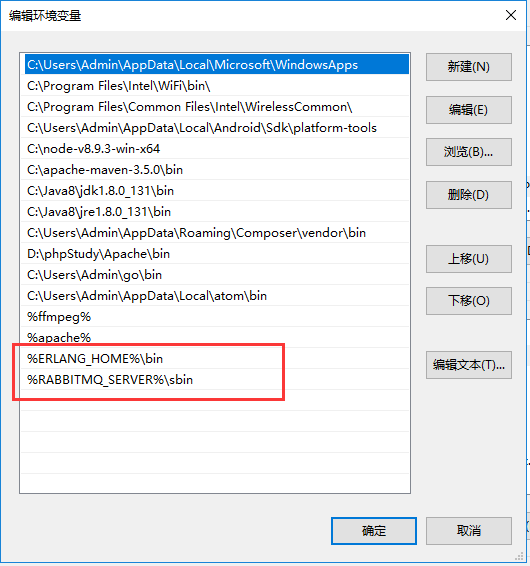 编辑环境变量
C:\Users\Admin\AppData\Local\Microsoft\WindowsApps
C:\Program Files\Intel\WiFi\bin\
C:\Program Files\Common Files\Intel\WirelessCommon\
C:\Users\Admin\AppData\Local\Android\Sdk\platform-tools
C:\node-v8.9.3-win-x64
C:\apache-maven-3.5.0\bin
C:\Java8\jdk1.8.0_131\bin
C:\Java8\jre1.8.0_131\bin
C:\Users\Admin\AppData\Roaming\Composer\vendor\bin
D:\phpStudy\Apache\bin
C:\Users\Admin\go\bin
C:\Users\Admin\AppData\Local\atom\bin
%ffmpeg%
%apache%
%ERLANG_HOME%\bin
%RABBITMQ_SERVER%\sbin
新建(N)
编辑(E)
浏览(B)...
删除(D)
上移(U)
下移(O)
编辑文本(T)...
确定
取消